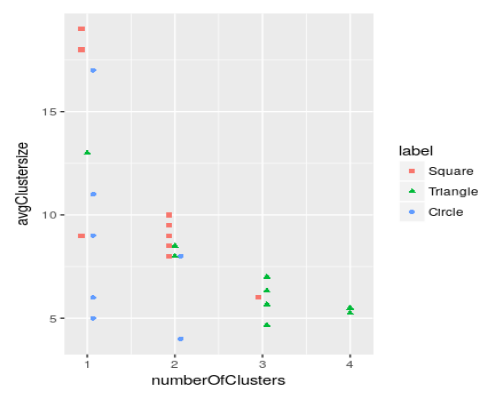 avgClustersize
15
10
5
1 2 3 4
numberOfClusters
label
Square
Triangle
Circle